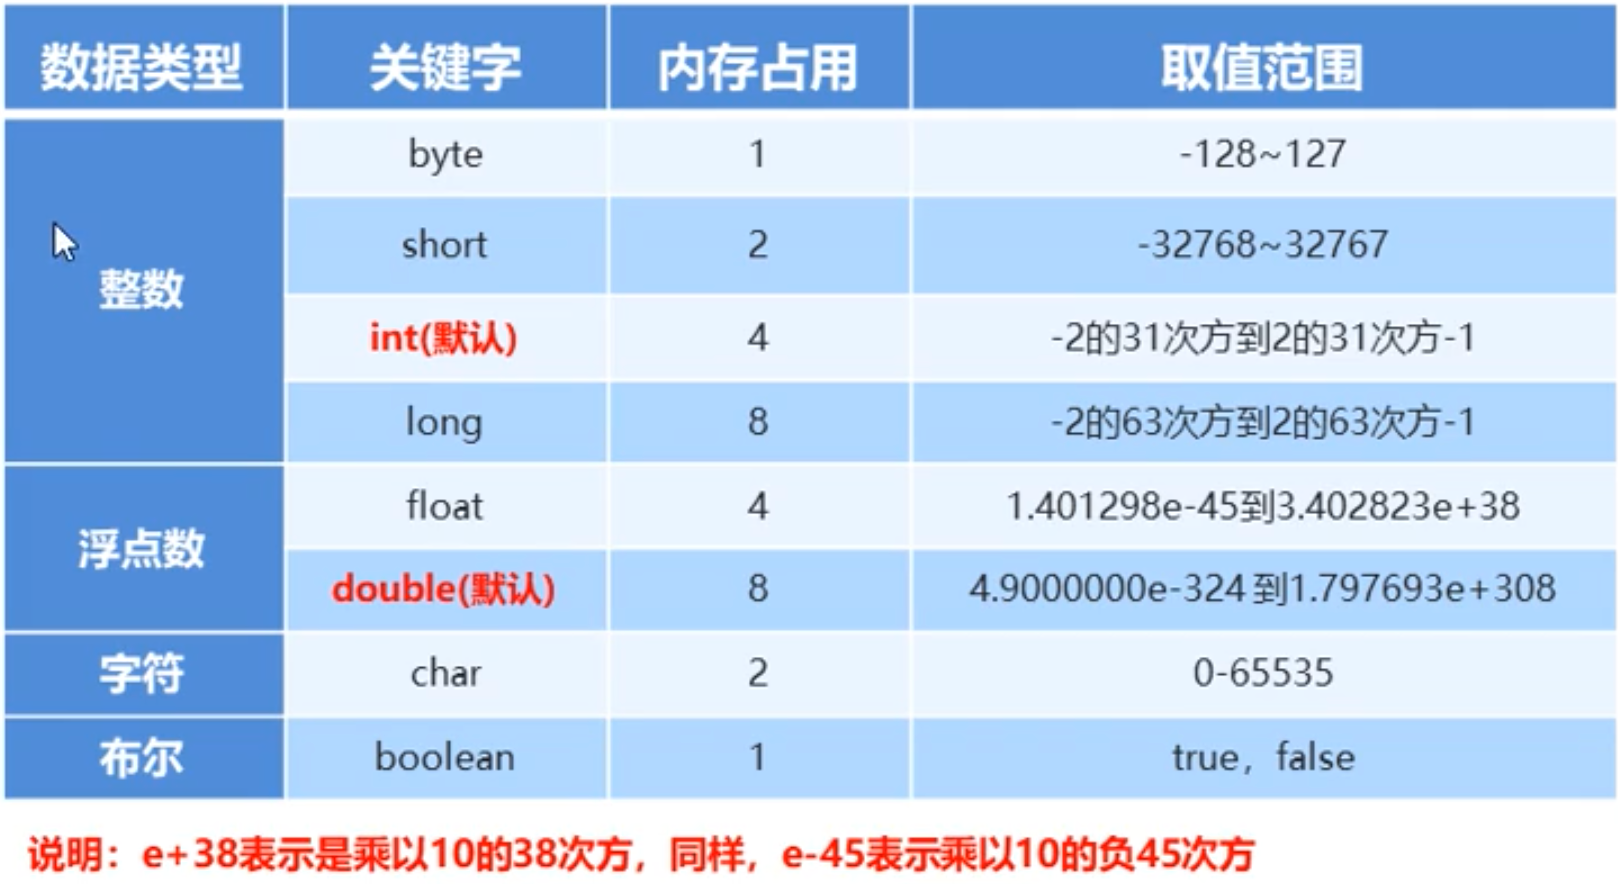 数据类型 关键字 内存占用 取值范围
整数 byte 1 -128~127
short 2 -32768~32767
int(默认) 4 -2的31次方到2的31次方-1
long 8 -2的63次方到2的63次方-1
浮点数 float 4 1.401298e-45到3.402823e+38
double(默认) 8 4.9000000e-324 到1.797693e+308
字符 char 2 0-65535
布尔 boolean 1 true，false
说明：e+38表示是乘以10的38次方，同样，e-45表示乘以10的负45次方